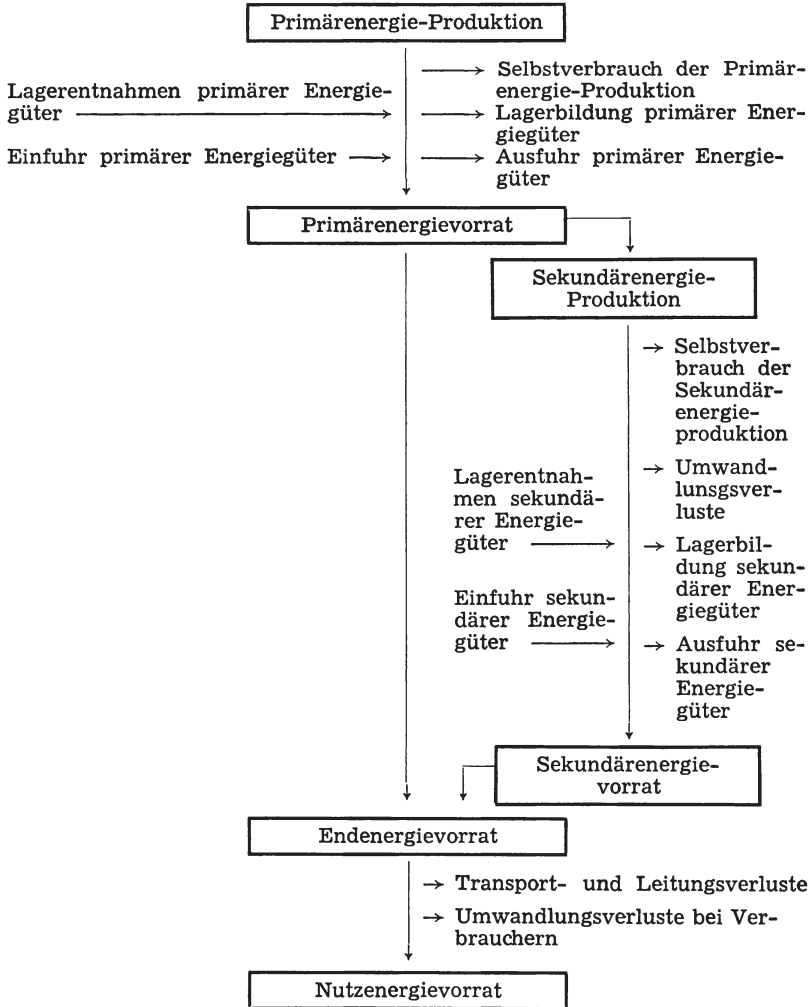 Primärenergie-Produktion
Selbstverbrauch der Primär-
energie-Produktion
Lagerentnahmen primärer Energie-
güter
Lagerbildung primärer Ener-
giegüter
Einfuhr primärer Energiegüter
Ausfuhr primärer Energie-
güter
Primärenergievorrat
Sekundärenergie-
Produktion
Selbstver-
brauch der
Sekundär-
energie-
produktion
Umwand-
lunsgsver-
luste
Lagerentnah-
men sekundä-
rer Energie-
güter
Lagerbil-
dung sekun-
därer Ener-
giegüter
Einfuhr sekun-
därer Energie-
güter
Ausfuhr se-
kundärer
Energie-
güter
Sekundärenergie-
vorrat
Endenergievorrat
Transport- und Leitungsverluste
Umwandlungsverluste bei Ver-
brauchern
Nutzenergievorrat